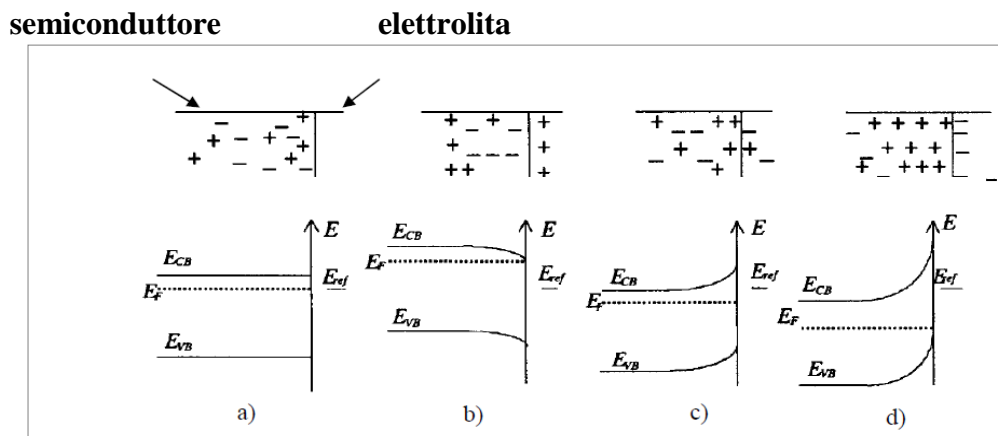 semiconduttore elettrolita
E E E E
E_CB E_CB E_CB E_CB
E_F E_ref E_F E_ref E_F E_ref E_F E_ref
E_VB E_VB E_VB E_VB
a) b) c) d)